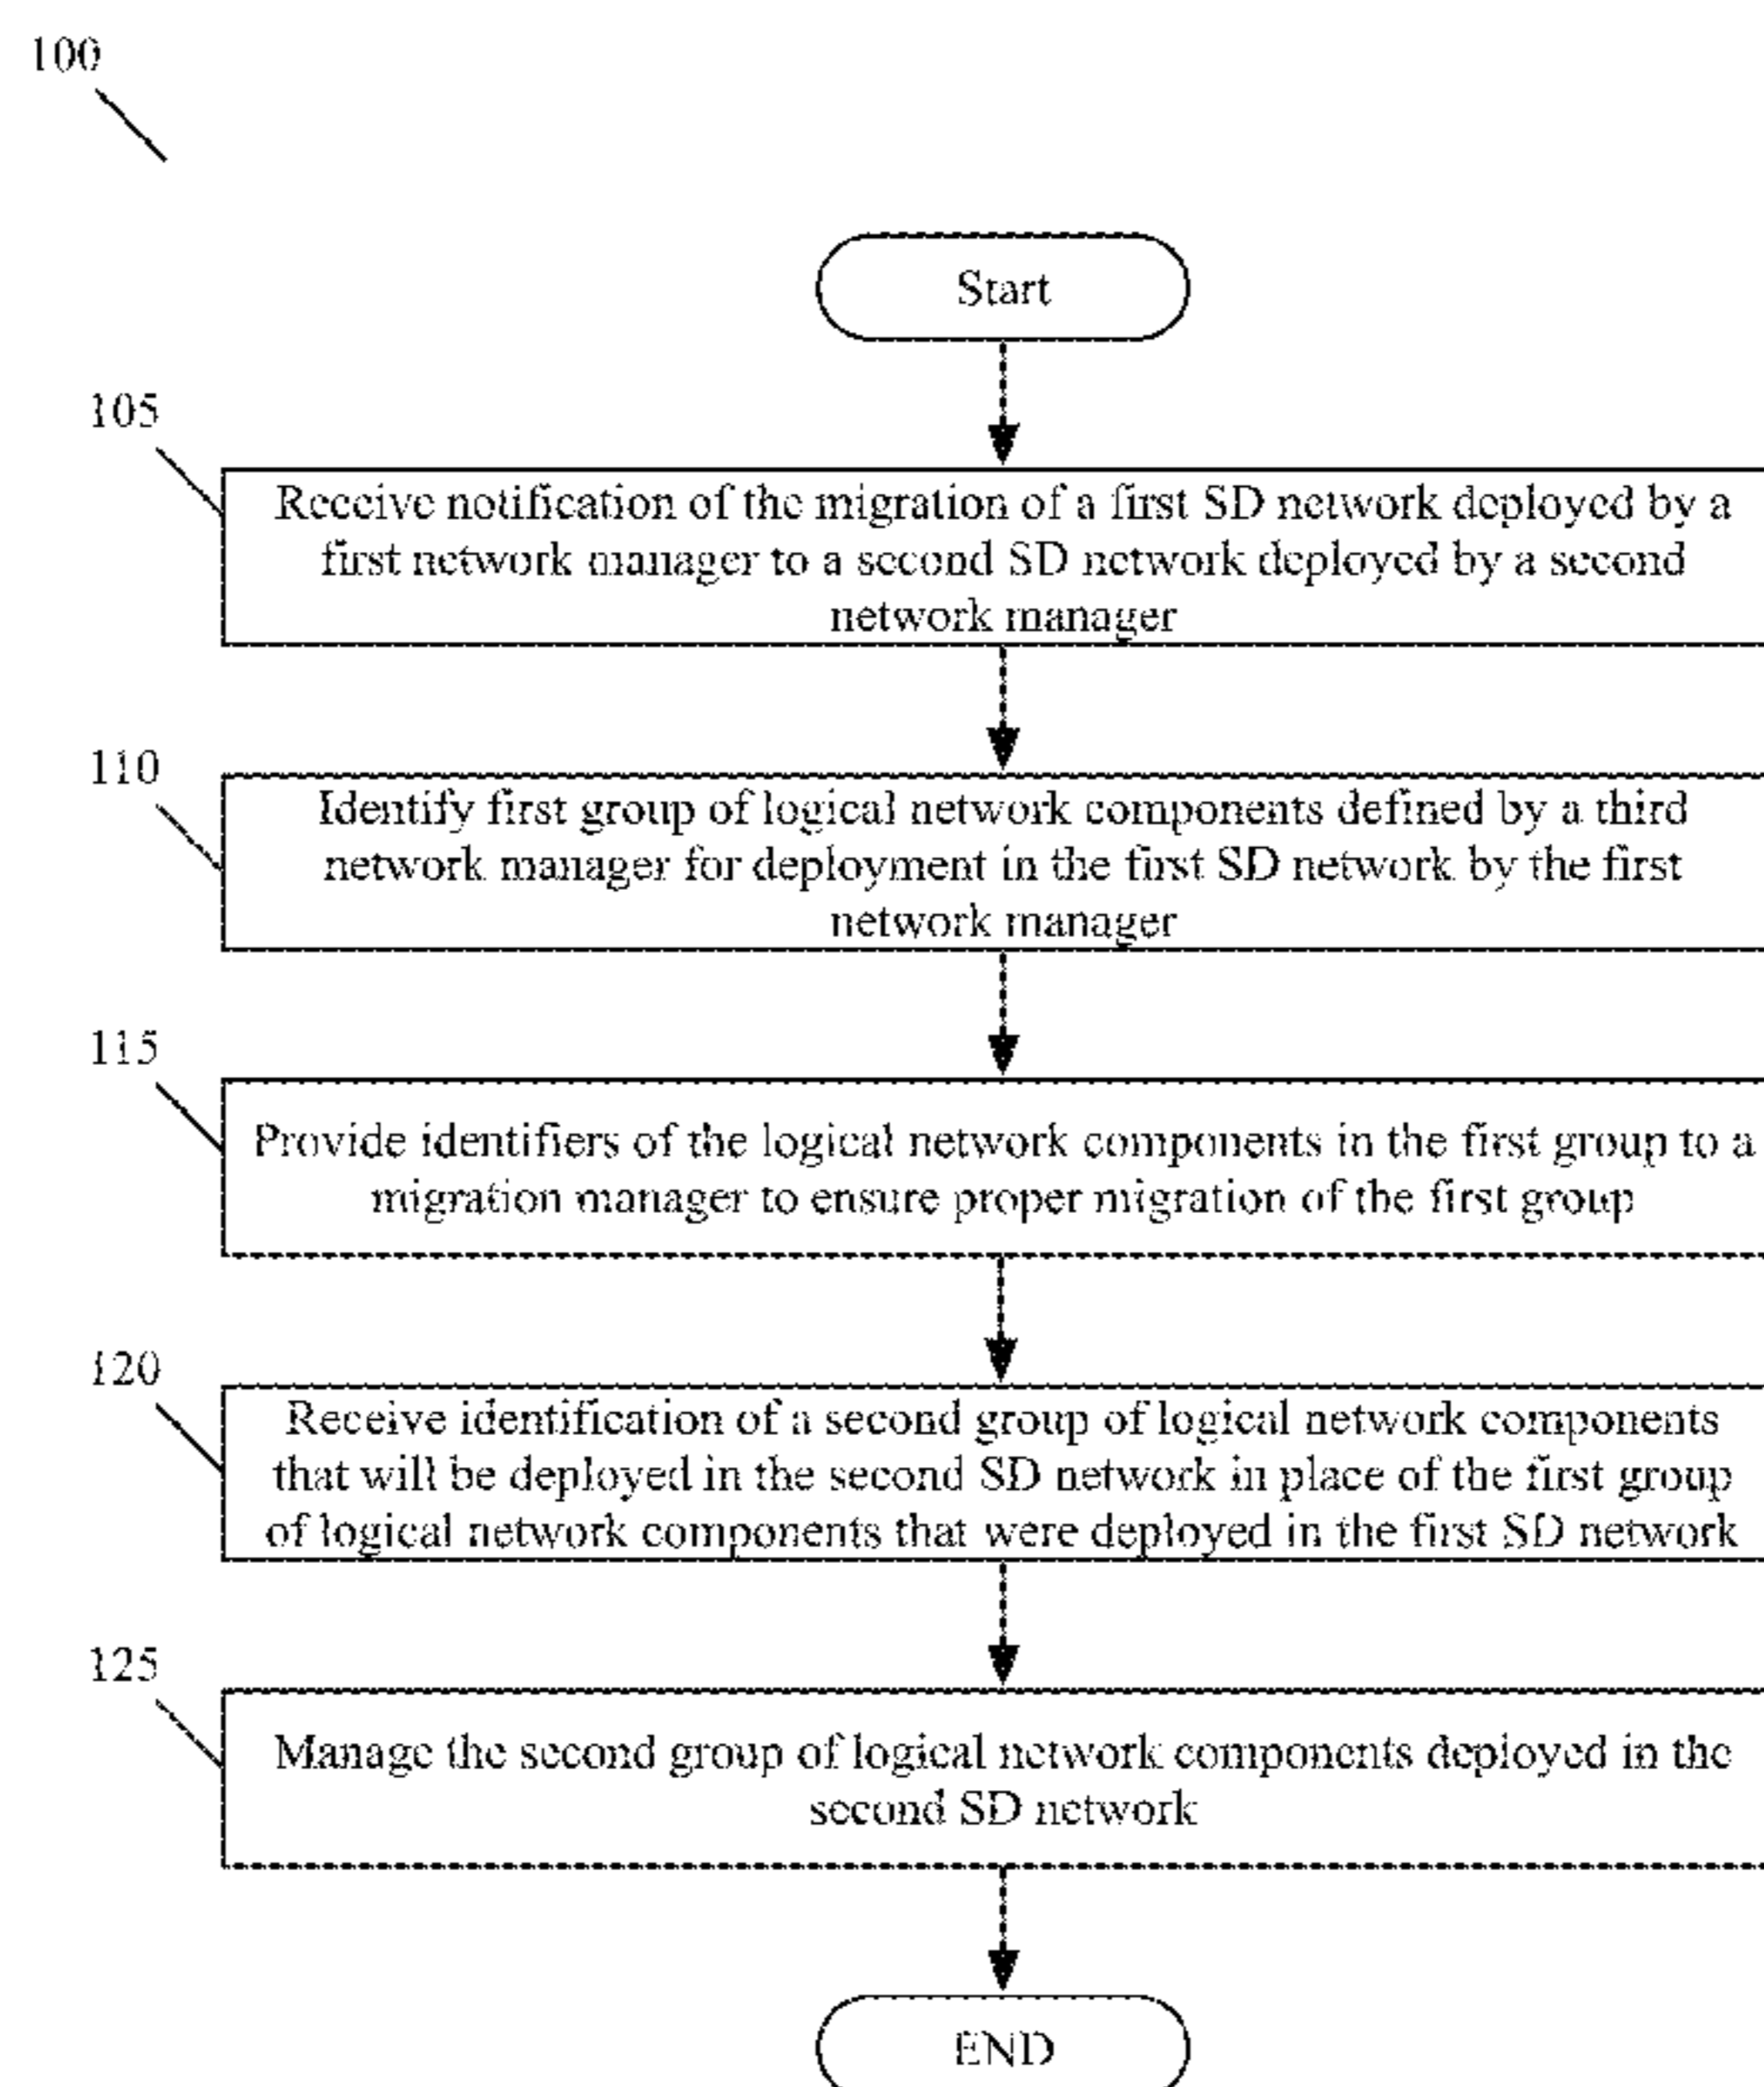 100
Start
105
Receive notification of the migration of a first SD network deployed by a
first network manager to a second SD network deployed by a second
network manager
110
Identify first group of logical network components defined by a third
network manager for deployment in the first SD network by the first
network manager
115
Provide identifiers of the logical network components in the first group to a
migration manager to ensure proper migration of the first group
120
Receive identification of a second group of logical network components
that will be deployed in the second SD network in place of the first group
of logical network components that were deployed in the first SD network
125
Manage the second group of logical network components deployed in the
second SD network
END